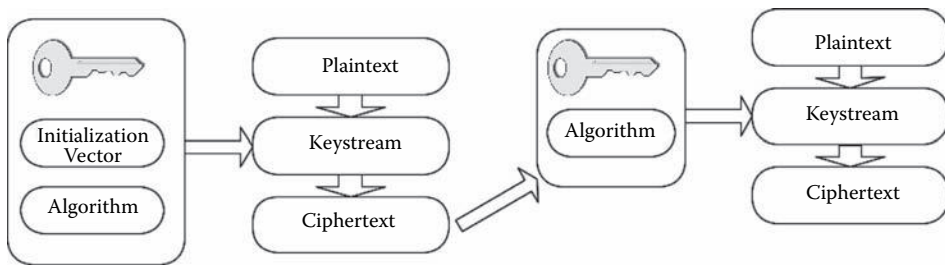 Initialization
Vector
Algorithm
Plaintext
Keystream
Ciphertext
Algorithm
Plaintext
Keystream
Ciphertext